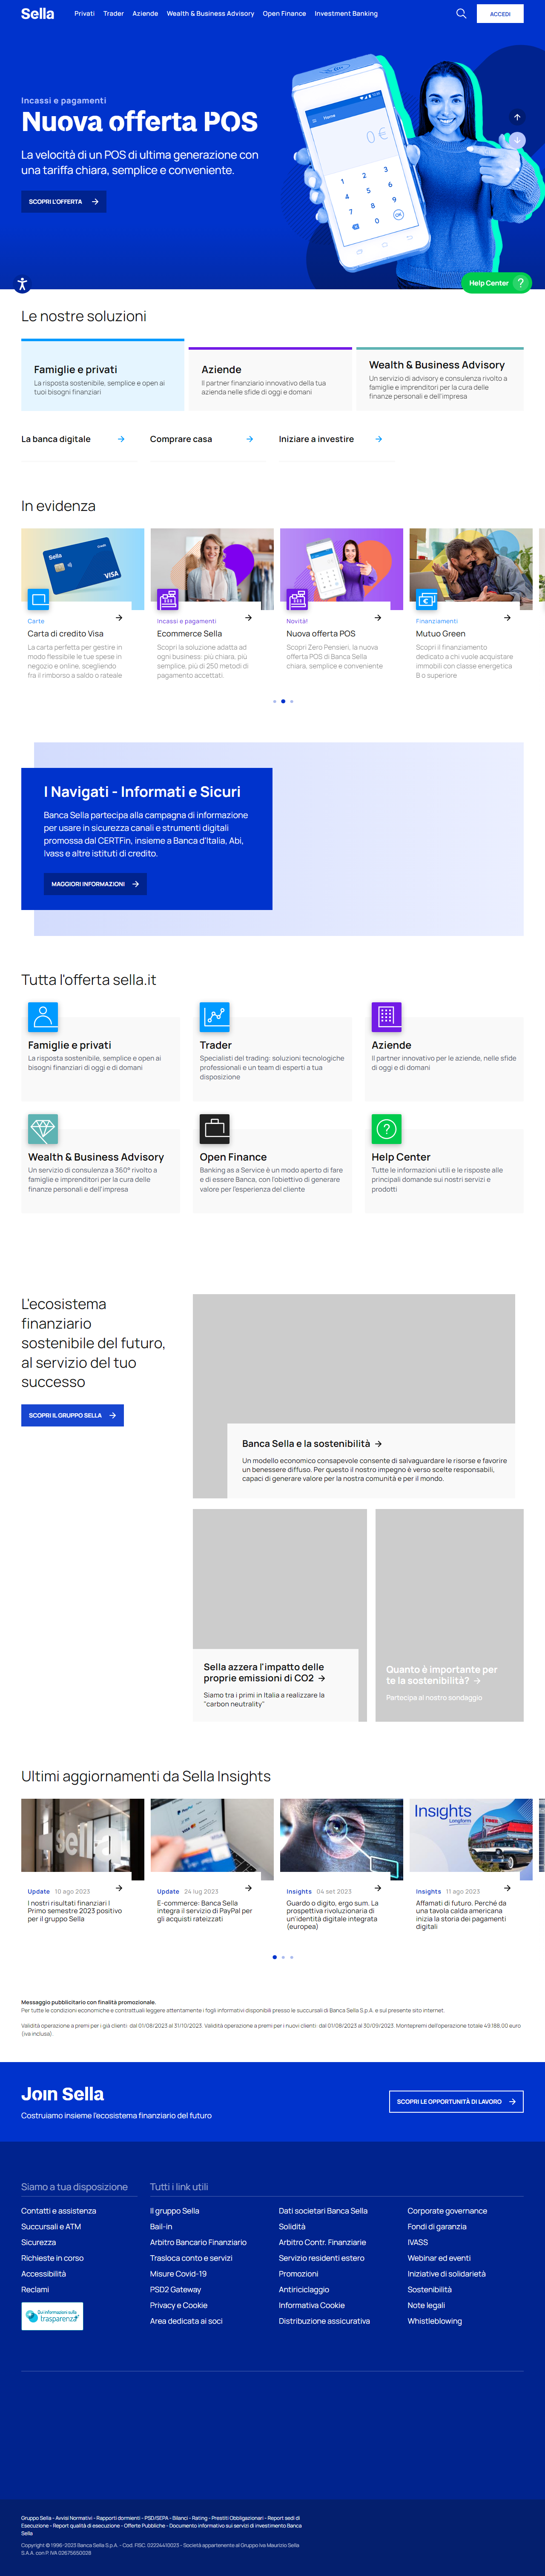 Sella
Privati Trader Aziende Wealth & Business Advisory Open Finance Investment Banking
ACCEDI
Incassi e pagamenti
Nuova offerta POS
La velocità di un POS di ultima generazione con
una tariffa chiara, semplice e conveniente.
SCOPRI L'OFFERTA
Home
0€
1 2 3
4 5 6
7 8 9
0 OK
Help Center
Le nostre soluzioni
Famiglie e privati
La risposta sostenibile, semplice e open ai
tuoi bisogni finanziari
Aziende
Il partner finanziario innovativo della tua
azienda nelle sfide di oggi e domani
Wealth & Business Advisory
Un servizio di advisory e consulenza rivolto a
famiglie e imprenditori per la cura delle
finanze personali e dell'impresa
La banca digitale
Comprare casa
Iniziare a investire
In evidenza
Sella
Credit
VISA
Carte
Carta di credito Visa
La carta perfetta per gestire in
modo flessibile le tue spese in
negozio e online, scegliendo
fra il rimborso a saldo o rateale
Incassi e pagamenti
Ecommerce Sella
Scopri la soluzione adatta ad
ogni business: più chiara, più
semplice, più di 250 metodi di
pagamento accettati.
Novità!
Nuova offerta POS
Scopri Zero Pensieri, la nuova
offerta POS di Banca Sella
chiara, semplice e conveniente
Finanziamenti
Mutuo Green
Scopri il finanziamento
dedicato a chi vuole acquistare
immobili con classe energetica
B o superiore
I Navigati - Informati e Sicuri
Banca Sella partecipa alla campagna di informazione
per usare in sicurezza canali e strumenti digitali
promossa dal CERTFin, insieme a Banca d'Italia, Abi,
Ivass e altre istituti di credito.
MAGGIORI INFORMAZIONI
Tutta l'offerta sella.it
Famiglie e privati
La risposta sostenibile, semplice e open ai
bisogni finanziari di oggi e di domani
Trader
Specialisti del trading: soluzioni tecnologiche
professionali e un team di esperti a tua
disposizione
Aziende
Il partner innovativo per le aziende, nelle sfide
di oggi e di domani
Wealth & Business Advisory
Un servizio di consulenza a 360° rivolto a
famiglie e imprenditori per la cura delle
finanze personali e dell'impresa
Open Finance
Banking as a Service è un modo aperto di fare
e di essere Banca, con l'obiettivo di generare
valore per l'esperienza del cliente
Help Center
Tutte le informazioni utili e le risposte alle
principali domande sui nostri servizi e
prodotti
L'ecosistema
finanziario
sostenibile del futuro,
al servizio del tuo
successo
SCOPRI IL GRUPPO SELLA
Banca Sella e la sostenibilità
Un modello economico consapevole consente di salvaguardare le risorse e favorire
un benessere diffuso. Per questo il nostro impegno è verso scelte responsabili,
capaci di generare valore per la nostra comunità e per il mondo.
Sella azzera l'impatto delle
proprie emissioni di CO2
Siamo tra i primi in Italia a realizzare la
"carbon neutrality"
Quanto è importante per
te la sostenibilità?
Partecipa al nostro sondaggio
Ultimi aggiornamenti da Sella Insights
sella
PayPal
Insights
Longform
Update 10 ago 2023
I nostri risultati finanziari |
Primo semestre 2023 positivo
per il gruppo Sella
Update 24 lug 2023
E-commerce: Banca Sella
integra il servizio di PayPal per
gli acquisti rateizzati
Insights 04 set 2023
Guardo o digito, ergo sum. La
prospettiva rivoluzionaria di
un'identità digitale integrata
(europea)
Insights 11 ago 2023
Affamati di futuro. Perché da
una tavola calda americana
inizia la storia dei pagamenti
digitali
Messaggio pubblicitario con finalità promozionale.
Per tutte le condizioni economiche e contrattuali leggere attentamente i fogli informativi disponibili presso le succursali di Banca Sella S.p.A. e sul presente sito internet.
Validità operazione a premi per i già clienti: dal 01/08/2023 al 31/10/2023. Validità operazione a premi per i nuovi clienti: dal 01/08/2023 al 30/09/2023. Montepremi dell'operazione totale 49.188.00 euro
(iva inclusa).
Join Sella
Costruiamo insieme l'ecosistema finanziario del futuro
SCOPRI LE OPPORTUNITÀ DI LAVORO
Siamo a tua disposizione
Contatti e assistenza
Succursali e ATM
Sicurezza
Richieste in corso
Accessibilità
Reclami
Qui informazioni sulla
trasparenza
Tutti i link utili
Il gruppo Sella
Bail-in
Arbitro Bancario Finanziario
Trasloca conto e servizi
Misure Covid-19
PSD2 Gateway
Privacy e Cookie
Area dedicata ai soci
Dati societari Banca Sella
Solidità
Arbitro Contr. Finanziarie
Servizio residenti estero
Promozioni
Antiriciclaggio
Informativa Cookie
Distribuzione assicurativa
Corporate governance
Fondi di garanzia
IVASS
Webinar ed eventi
Iniziative di solidarietà
Sostenibilità
Note legali
Whistleblowing
Gruppo Sella - Avvisi Normativi - Rapporti dormienti - PSD/SEPA - Bilanci - Rating - Prestiti Obbligazionari - Report sedi di
Esecuzione - Report qualità di esecuzione - Offerte Pubbliche - Documento informativo sui servizi di investimento Banca
Sella
Copyright © 1996-2023 Banca Sella S.p.A. - Cod. FISC. 02224410023 - Società appartenente al Gruppo Iva Maurizio Sella
S.A.A. con P. IVA 02675650028